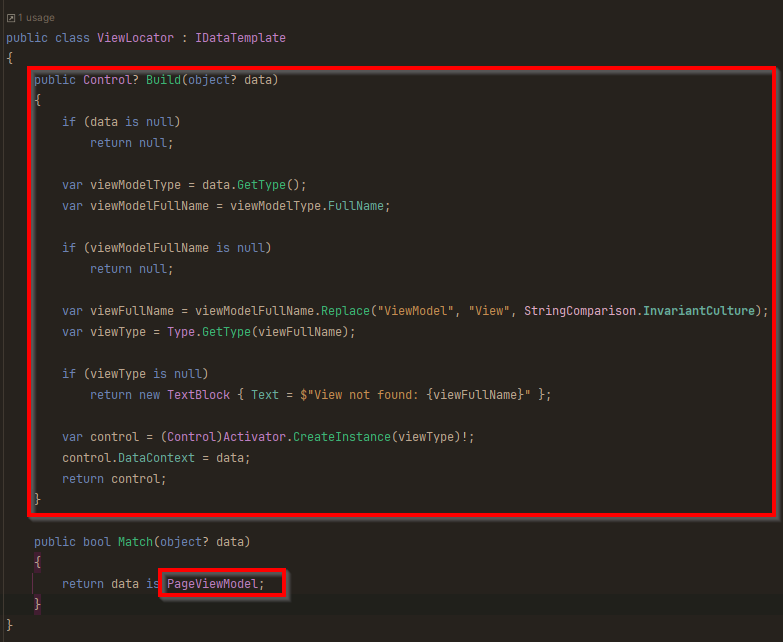 1 usage
public class ViewLocator : IDataTemplate
{
public Control? Build(object? data)
{
if (data is null)
return null;
var viewModelType = data.GetType();
var viewModelFullName = viewModelType.FullName;
if (viewModelFullName is null)
return null;
var viewFullName = viewModelFullName.Replace("ViewModel", "View", StringComparison.InvariantCulture);
var viewType = Type.GetType(viewFullName);
if (viewType is null)
return new TextBlock { Text = $"View not found: {viewFullName}" };
var control = (Control)Activator.CreateInstance(viewType)!;
control.DataContext = data;
return control;
}
public bool Match(object? data)
{
return data is PageViewModel;
}
}